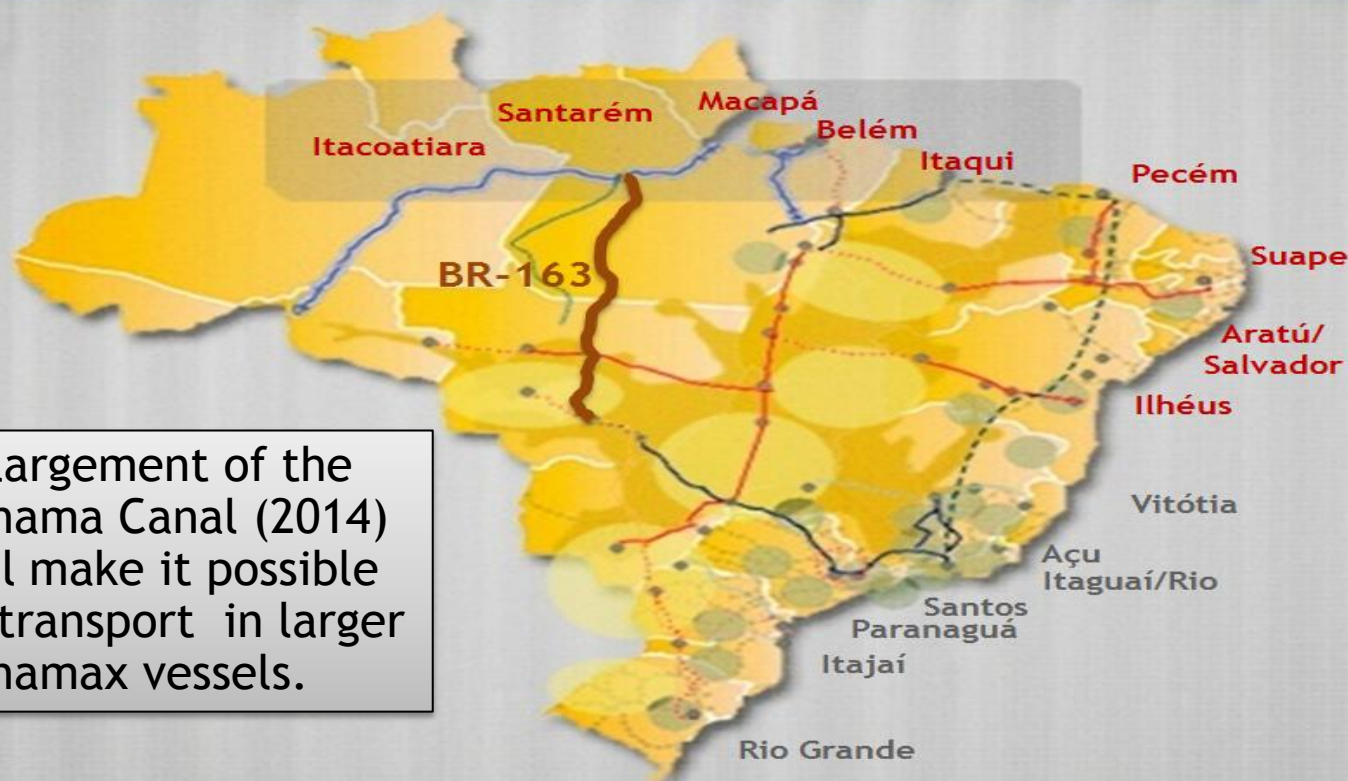 Santarém
Macapá
Belém
Itacoatiara
Itaqui
Pecém
Suape
BR-163
Aratú/
Salvador
Ilhéus
largement of the
nama Canal (2014)
l make it possible
transport in larger
namax vessels.
Vitótia
Açu
Itaguaí/Rio
Santos
Paranaguá
Itajaí
Rio Grande